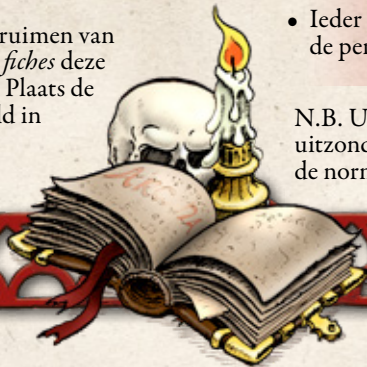 ruimen van
fiches deze
Plaats de
ld in
• Ieder
de per
N.B. U
uitzond
de norm